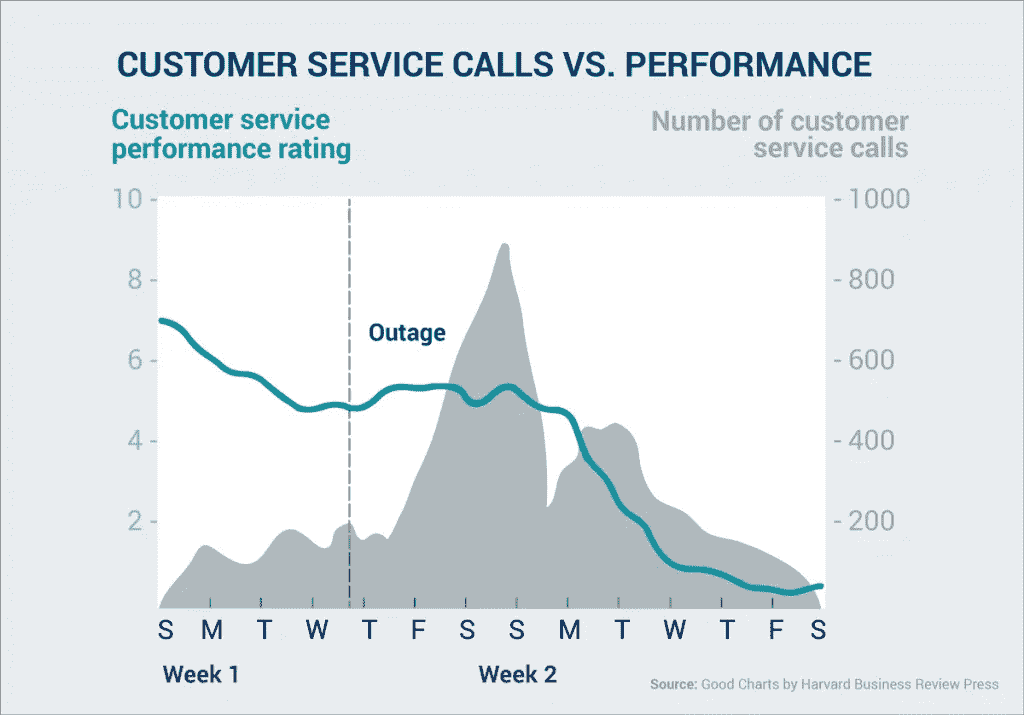 CUSTOMER SERVICE CALLS VS. PERFORMANCE
Customer service
performance rating
Number of customer
service calls
10
8 -
6 -
4 -
2 -
- 1000
- 800
- 600
- 400
- 200
Outage
S M T W T F S S M T W T F S
Week 1 Week 2
Source: Good Charts by Harvard Business Review Press